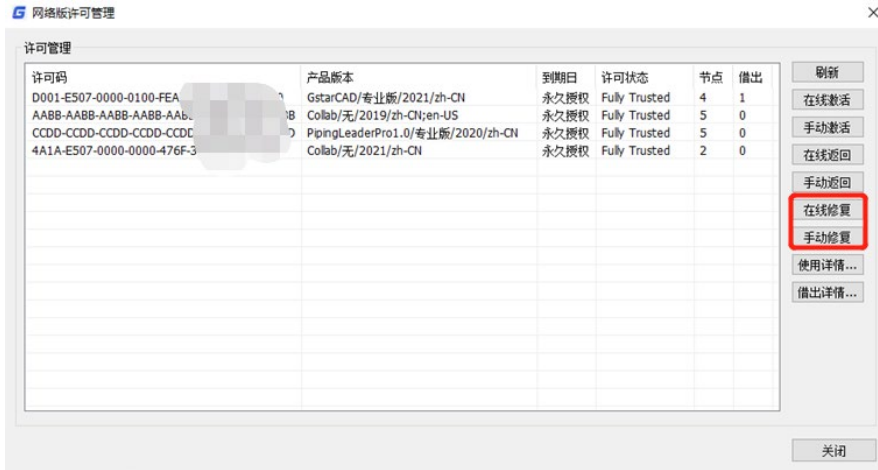 网络版许可管理
许可管理
许可码 产品版本 到期日 许可状态 节点 借出
D001-E507-0000-0100-FEA 0 GstarCAD/专业版/2021/zh-CN 永久授权 Fully Trusted 4 1
AABB-AABB-AABB-AABB-AABB BB Collab/无/2019/zh-CN;en-US 永久授权 Fully Trusted 5 0
CCDD-CCDD-CCDD-CCDD-CCDD D PipingLeaderPro1.0/专业版/2020/zh-CN 永久授权 Fully Trusted 5 0
4A1A-E507-0000-0000-476F-3 Collab/无/2021/zh-CN 永久授权 Fully Trusted 2 0
刷新
在线激活
手动激活
在线返回
手动返回
在线修复
手动修复
使用详情...
借出详情...
关闭